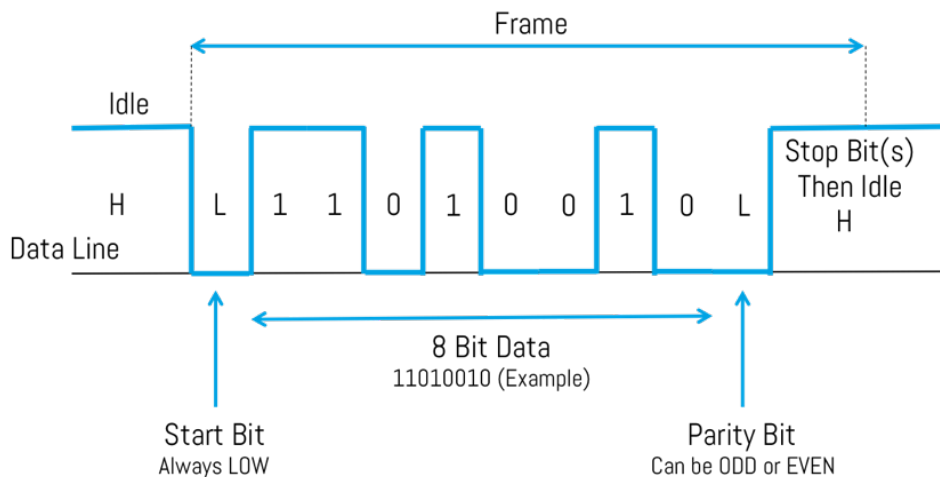 Frame
Idle
H L 1 1 0 1 0 0 1 0 L
Stop Bit(s)
Then Idle
H
Data Line
8 Bit Data
11010010 (Example)
Start Bit
Always LOW
Parity Bit
Can be ODD or EVEN